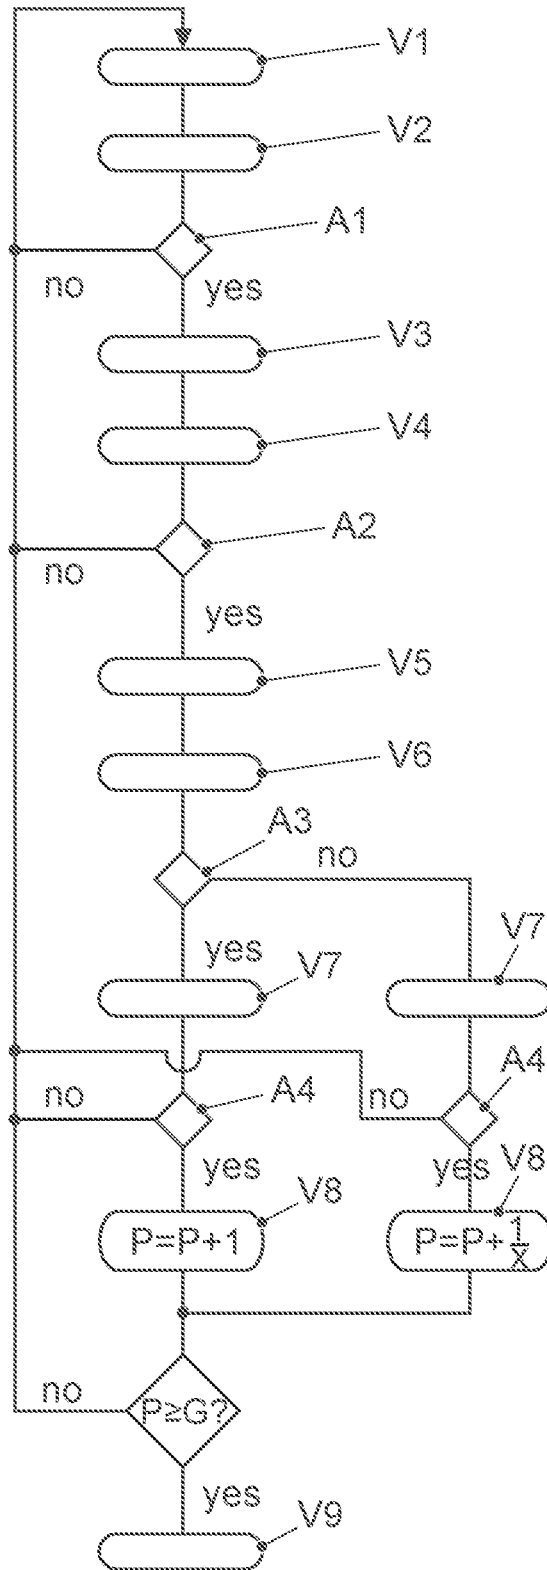 V1
V2
A1
no
yes
V3
V4
A2
no
yes
V5
V6
A3
no
yes
V7
V7
A4
no
A4
no
yes
V8
yes
V8
P=P+1
P=P+1/X
no
P≥G?
yes
V9